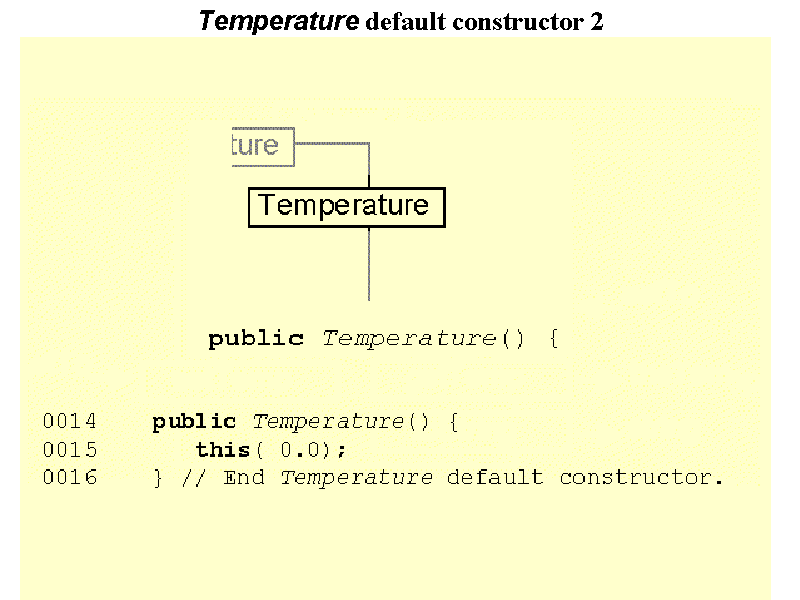 Temperature default constructor 2
ture
Temperature
public Temperature() {
0014 public Temperature() {
0015 this( 0.0);
0016 } // End Temperature default constructor.